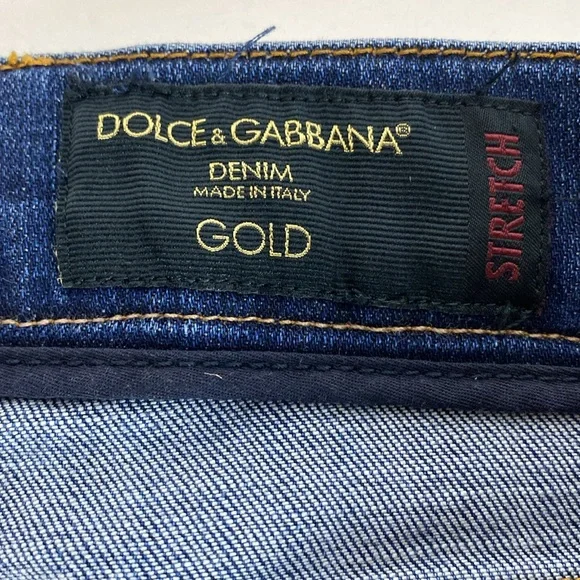 DOLCE & GABBANA®
DENIM
MADE IN ITALY
GOLD
STRETCH